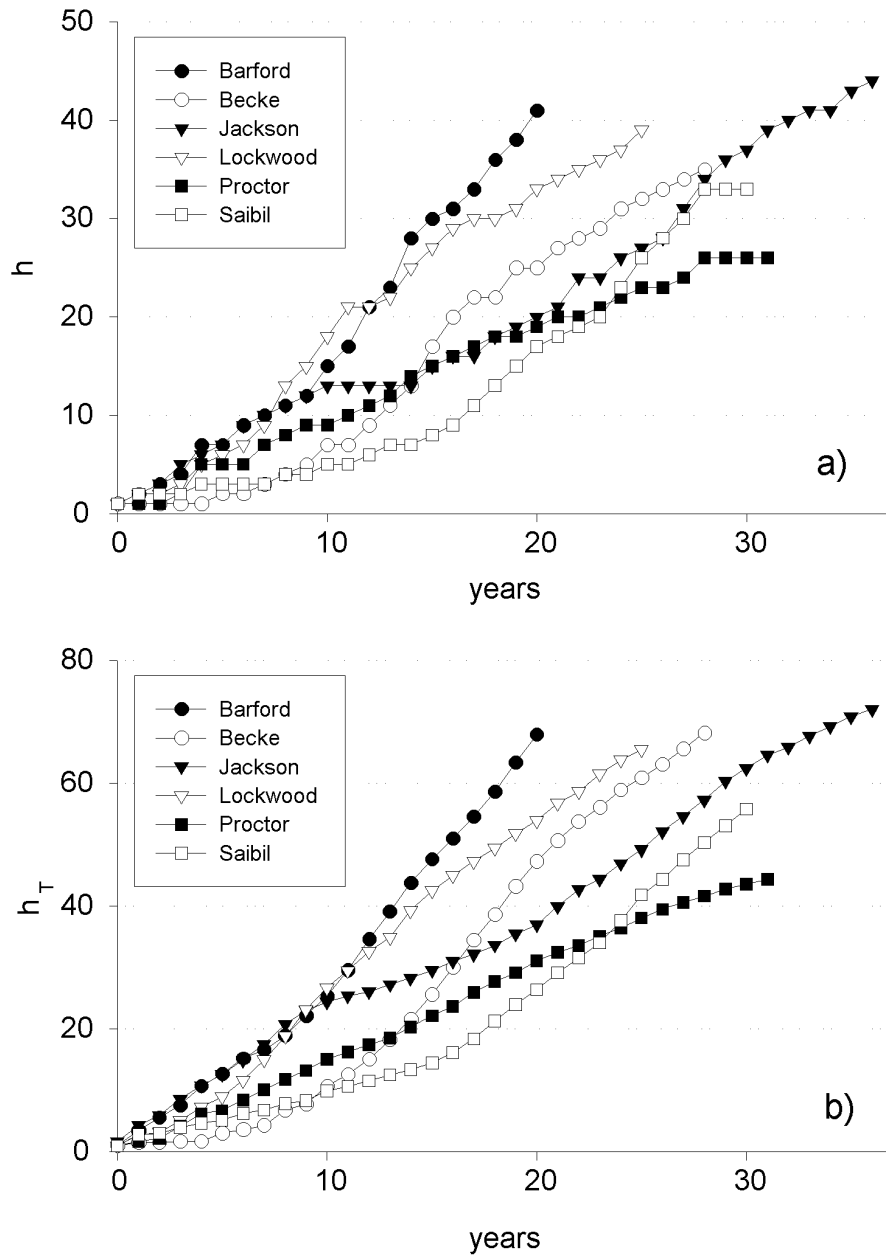 50
40
30
20
10
0
h
Barford
Becke
Jackson
Lockwood
Proctor
Saibil
a)
0 10 20 30
years
80
60
40
20
0
h_T
Barford
Becke
Jackson
Lockwood
Proctor
Saibil
b)
0 10 20 30
years